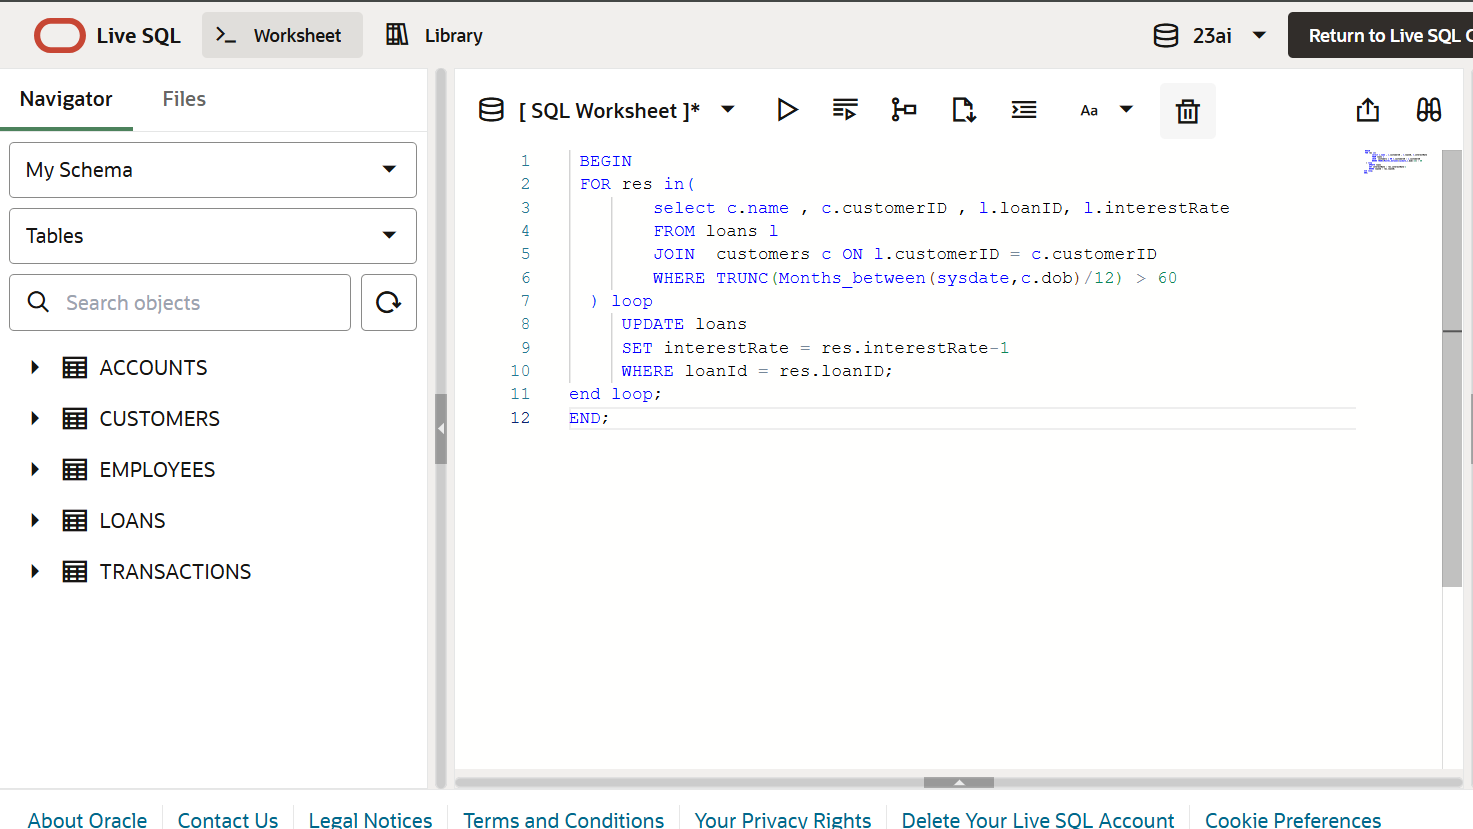 Live SQL
Worksheet
Library
23ai
Return to Live SQL
Navigator
Files
My Schema
Tables
Search objects
ACCOUNTS
CUSTOMERS
EMPLOYEES
LOANS
TRANSACTIONS
[ SQL Worksheet ]*
Aa
1 BEGIN
2 FOR res in(
3 select c.name , c.customerID , l.loanID, l.interestRate
4 FROM loans l
5 JOIN  customers c ON l.customerID = c.customerID
6 WHERE TRUNC(Months_between(sysdate,c.dob)/12) > 60
7 ) loop
8 UPDATE loans
9 SET interestRate = res.interestRate-1
10 WHERE loanId = res.loanID;
11 end loop;
12 END;
About Oracle
Contact Us
Legal Notices
Terms and Conditions
Your Privacy Rights
Delete Your Live SQL Account
Cookie Preferences